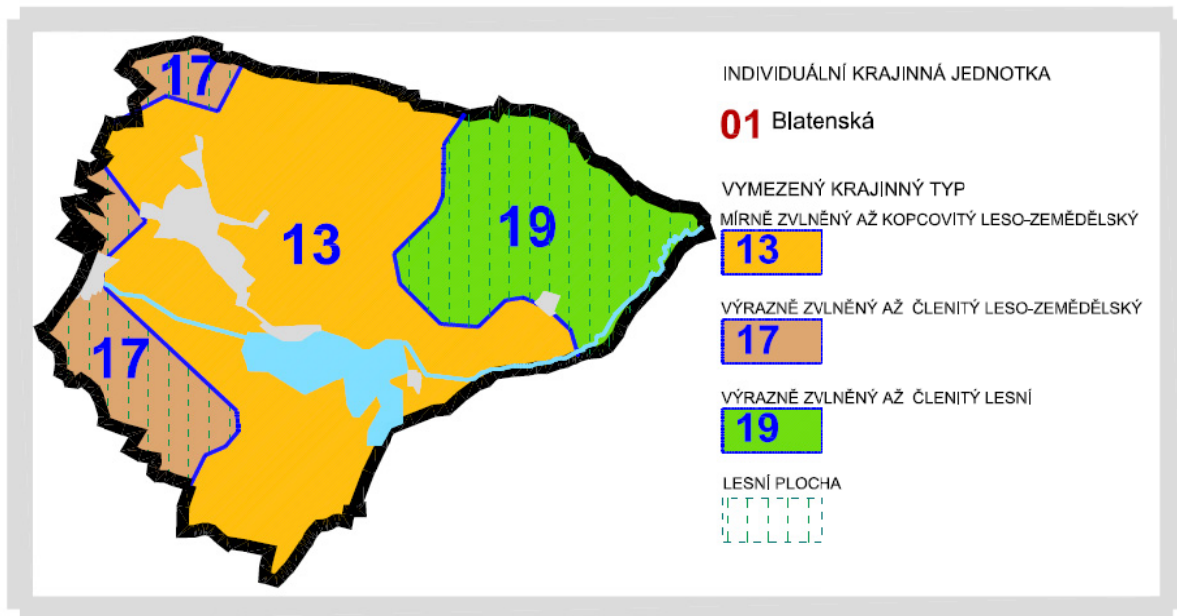 17
13
19
17
INDIVIDUÁLNÍ KRAJINNÁ JEDNOTKA
01 Blatenská
VYMEZENÝ KRAJINNÝ TYP
MÍRNĚ ZVLNĚNÝ AŽ KOPCOVITÝ LESO-ZEMĚDĚLSKÝ
13
VÝRAZNĚ ZVLNĚNÝ AŽ ČLENITÝ LESO-ZEMĚDĚLSKÝ
17
VÝRAZNĚ ZVLNĚNÝ AŽ ČLENITÝ LESNÍ
19
LESNÍ PLOCHA